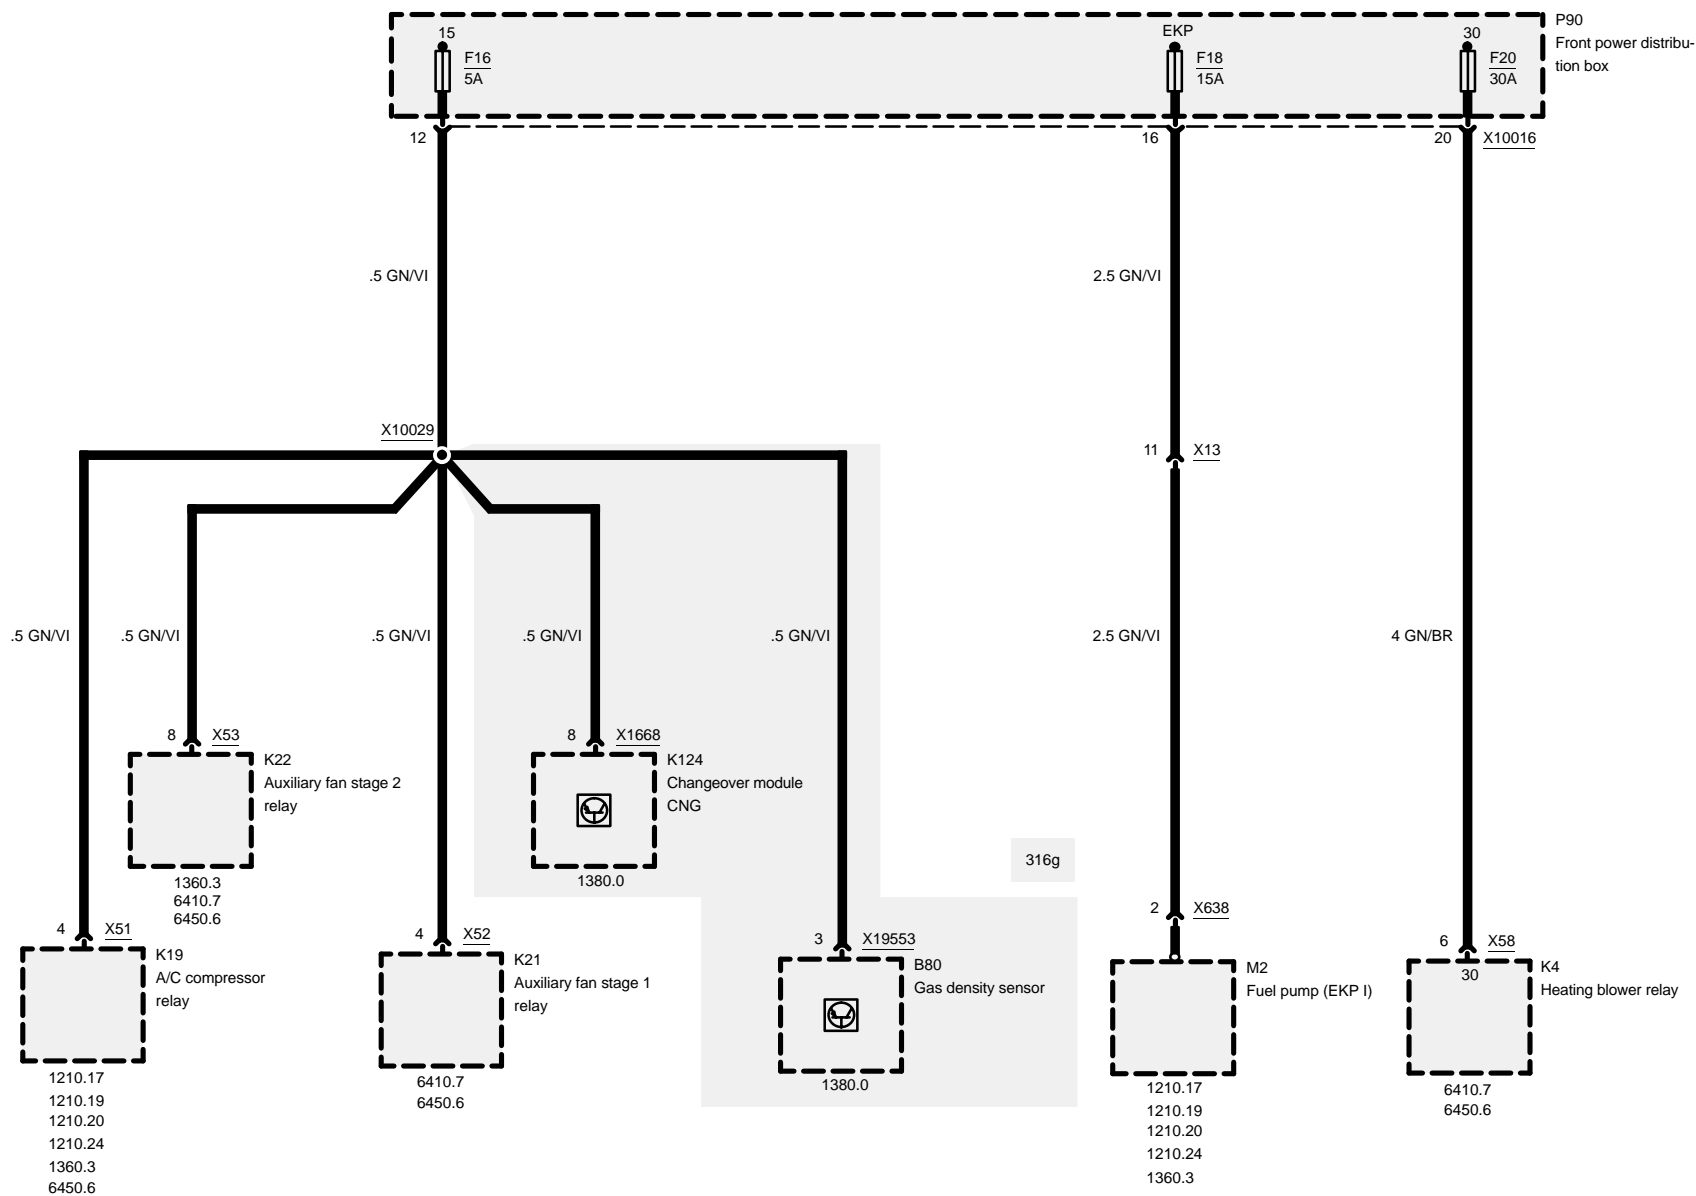 P90
Front power distribu-
tion box
15
F16
5A
EKP
F18
15A
30
F20
30A
12
16
20
X10016
.5 GN/VI
2.5 GN/VI
X10029
11
X13
.5 GN/VI
.5 GN/VI
.5 GN/VI
.5 GN/VI
.5 GN/VI
2.5 GN/VI
4 GN/BR
8
X53
K22
Auxiliary fan stage 2
relay
1360.3
6410.7
6450.6
8
X1668
K124
Changeover module
CNG
1380.0
316g
4
X51
K19
A/C compressor
relay
1210.17
1210.19
1210.20
1210.24
1360.3
6450.6
4
X52
K21
Auxiliary fan stage 1
relay
6410.7
6450.6
3
X19553
B80
Gas density sensor
1380.0
2
X638
M2
Fuel pump (EKP I)
1210.17
1210.19
1210.20
1210.24
1360.3
6
X58
30
K4
Heating blower relay
6410.7
6450.6